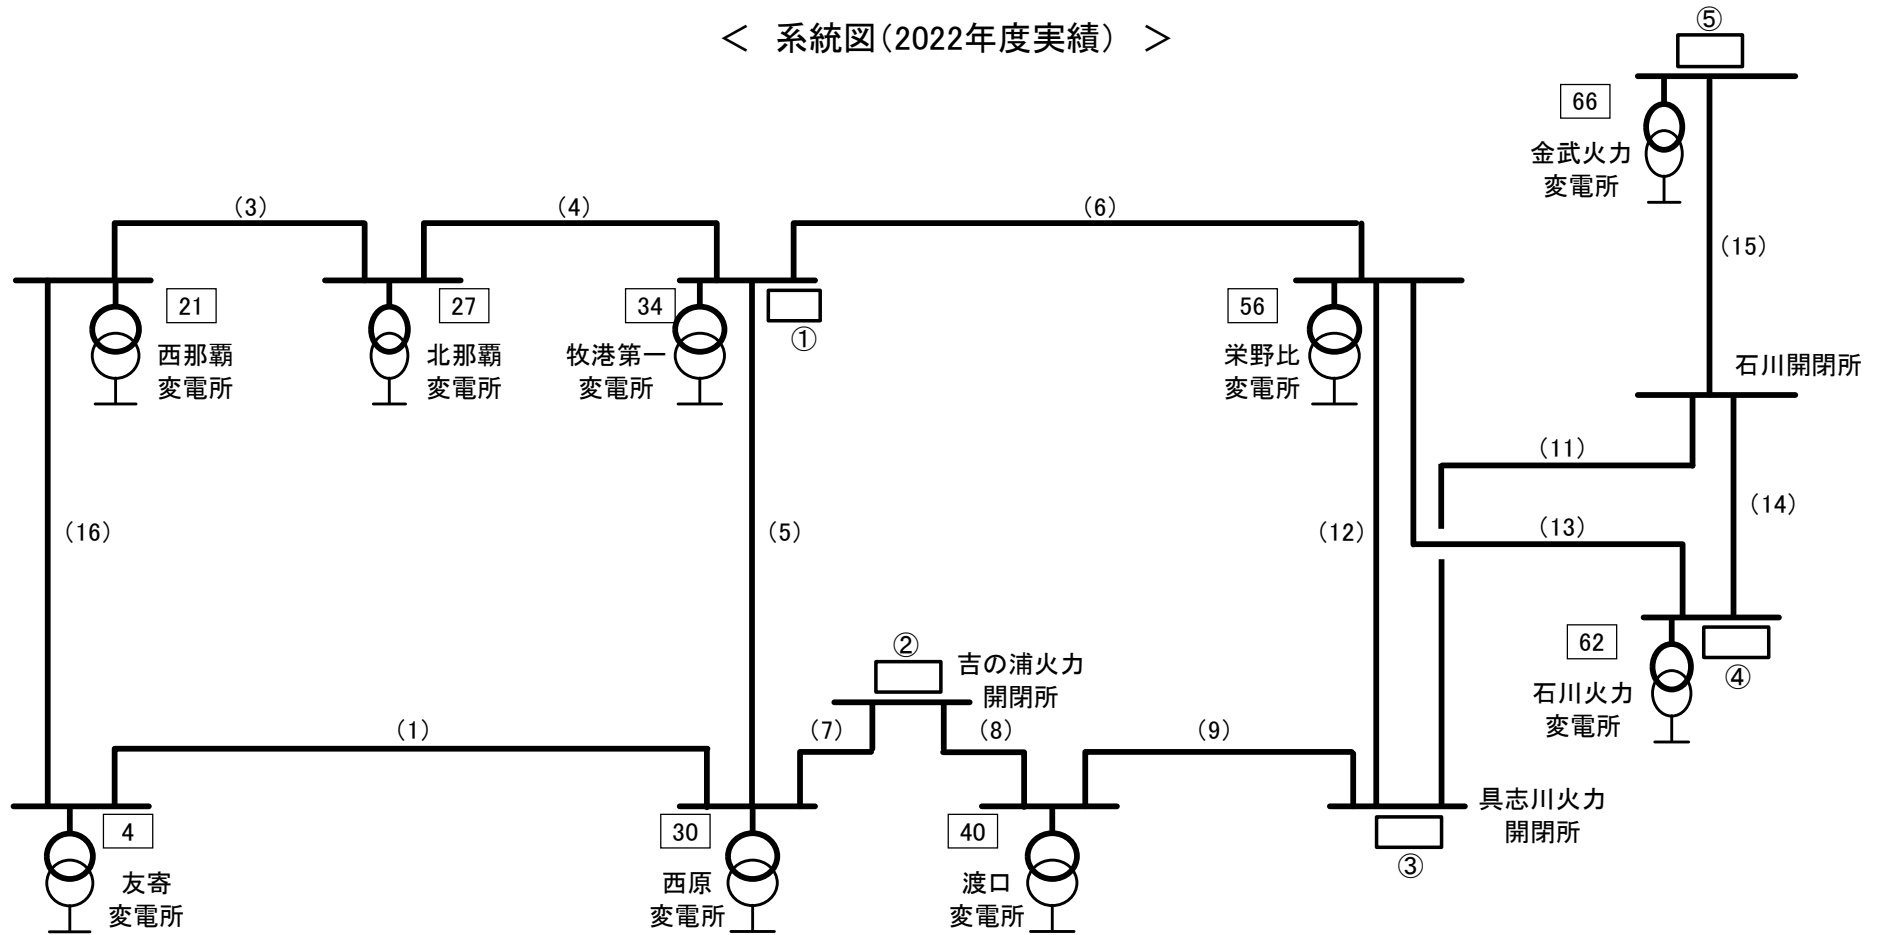 ＜ 系統図（2022年度実績） ＞
⑤
66
金武火力
変電所
（3）
（4）
（6）
（15）
21
西那覇
変電所
27
北那覇
変電所
34
牧港第一
変電所
①
56
栄野比
変電所
石川開閉所
（11）
（16）
（5）
（12）
（13）
（14）
②
吉の浦火力
開閉所
62
石川火力
変電所
④
（1）
（7）
（8）
（9）
4
友寄
変電所
30
西原
変電所
40
渡口
変電所
具志川火力
開閉所
③